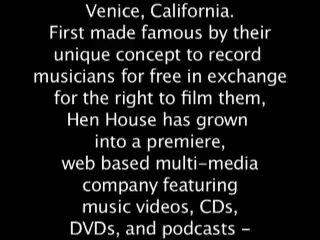 Venice, California.
First made famous by their
unique concept to record
musicians for free in exchange
for the right to film them,
Hen House has grown
into a premiere,
web based multi-media
company featuring
music videos, CDs,
DVDs, and podcasts -